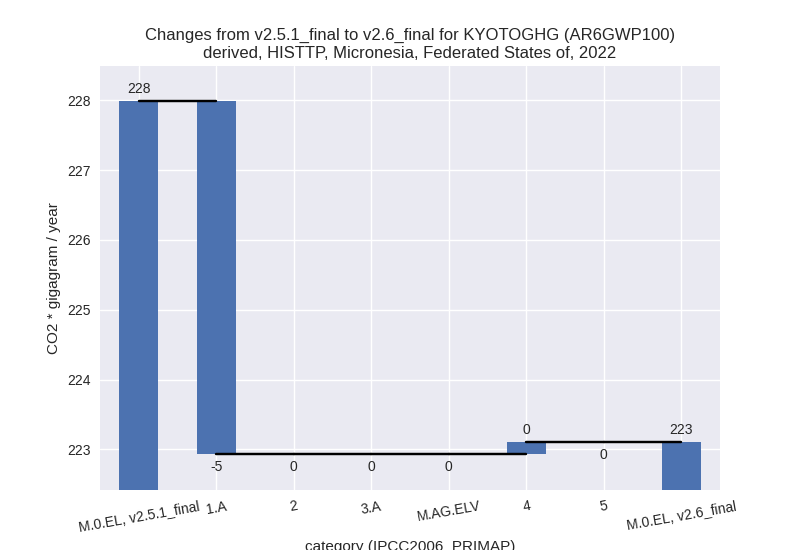 Changes from v2.5.1_final to v2.6_final for KYOTOGHG (AR6GWP100)
derived, HISTTP, Micronesia, Federated States of, 2022
CO2 * gigagram / year
228
227
226
225
224
223
228
-5
0
0
0
0
0
223
M.0.EL, v2.5.1_final
1.A
2
3.A
M.AG.ELV
4
5
M.0.EL, v2.6_final
category (IPCC2006_PRIMAP)